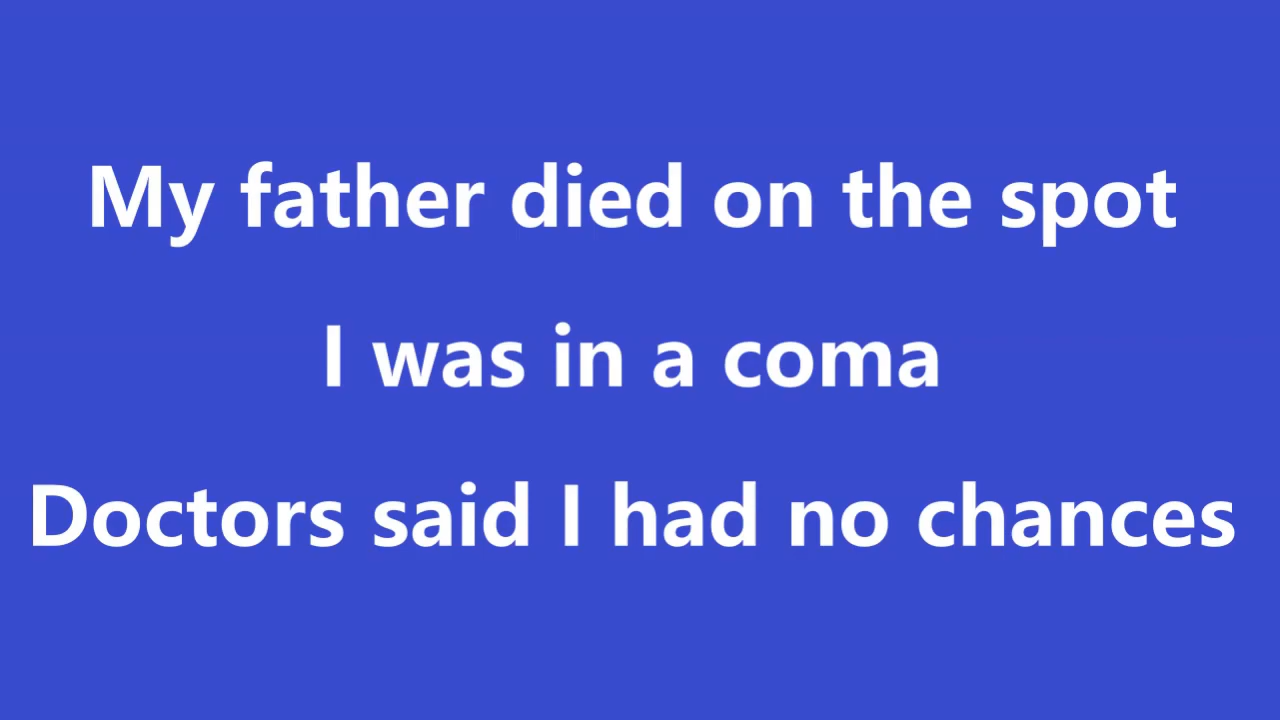 My father died on the spot
I was in a coma
Doctors said I had no chances